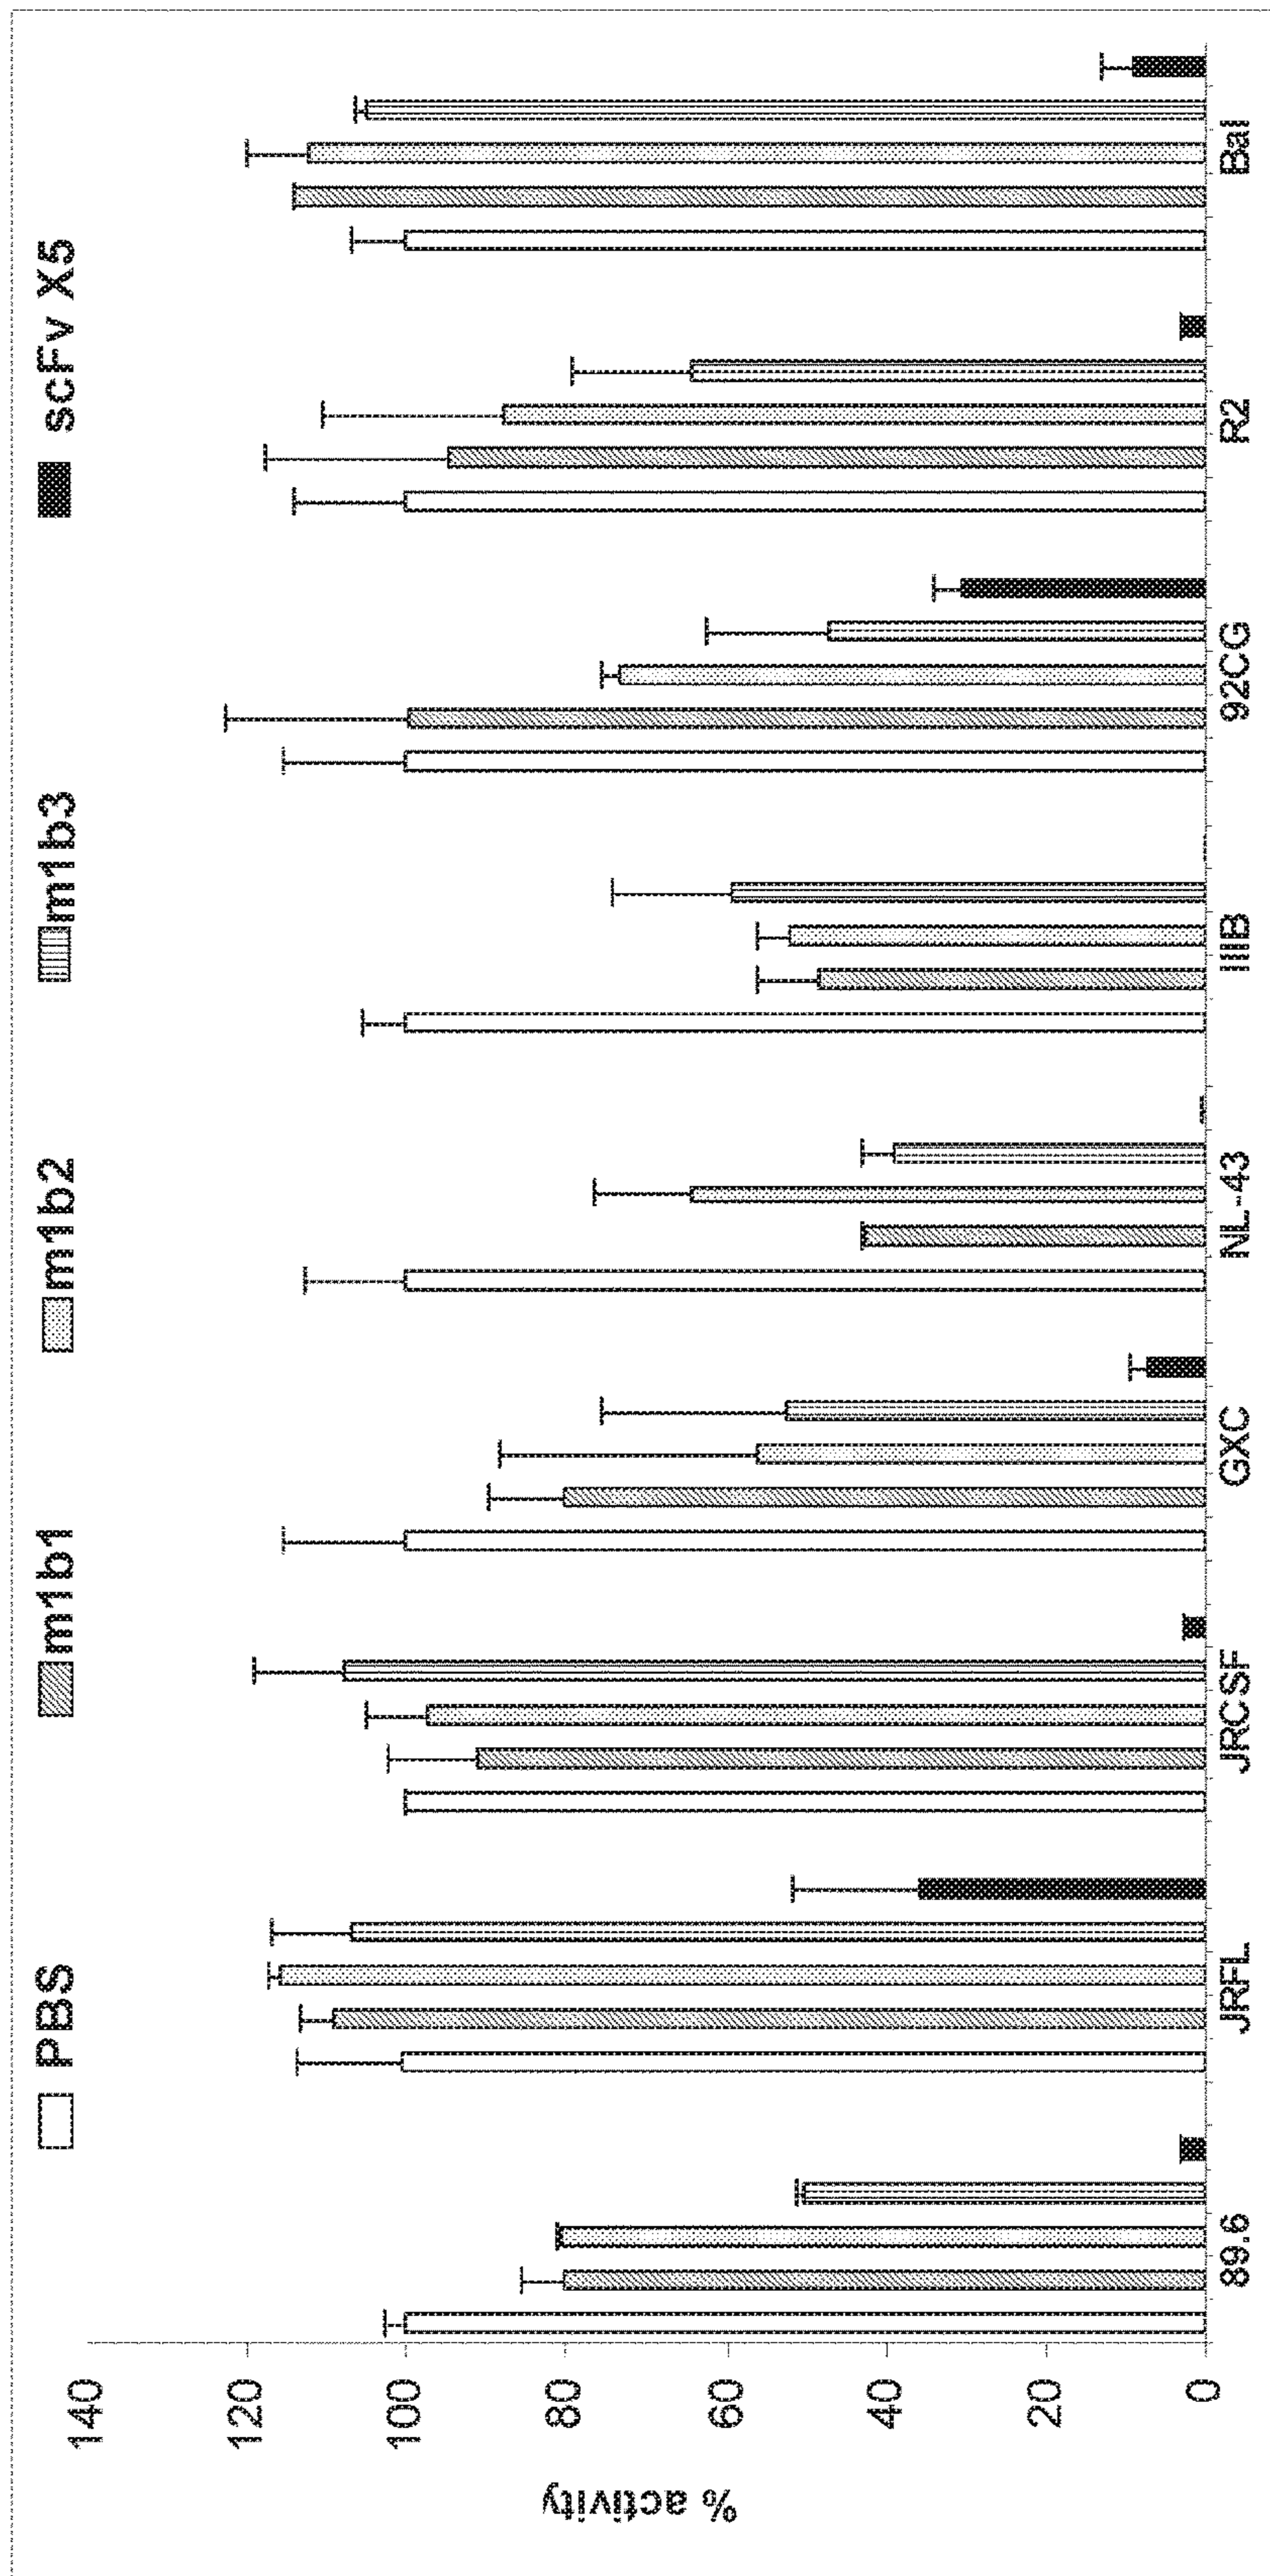 PBS m1b1 m1b2 m1b3 scFv X5
140
120
100
80
60
40
20
0
% activity
89.6 JRFL JRCSF GXC NL-43 IIIB 92CG R2 Bal